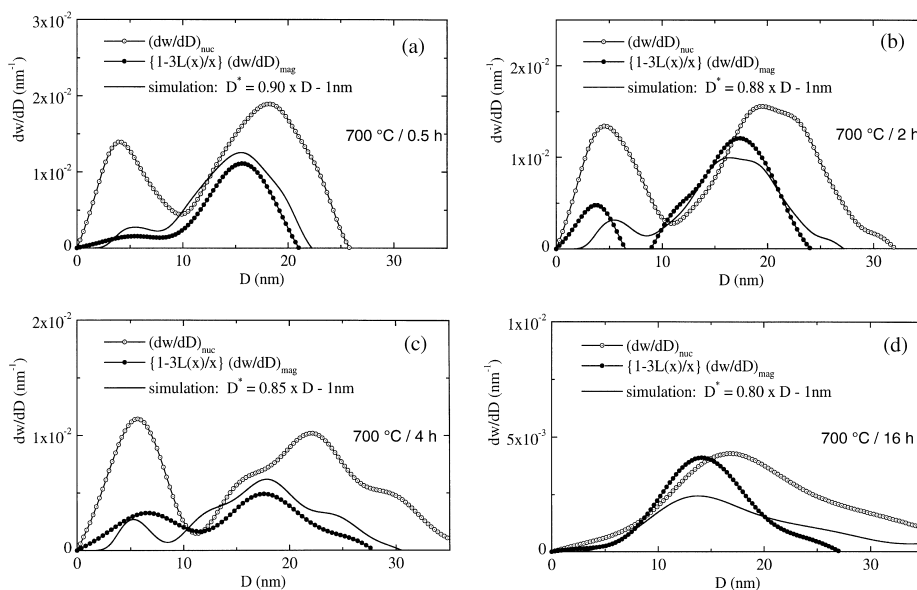 3x10⁻²
(a)
(dw/dD)nuc
{1-3L(x)/x} (dw/dD)mag
simulation: D* = 0.90 x D - 1nm
2x10⁻²
700 °C / 0.5 h
dw/dD (nm⁻¹)
1x10⁻²
0
0 10 20 30
D (nm)
(b)
(dw/dD)nuc
{1-3L(x)/x} (dw/dD)mag
simulation: D* = 0.88 x D - 1nm
2x10⁻²
700 °C / 2 h
dw/dD (nm⁻¹)
1x10⁻²
0
0 10 20 30
D (nm)
2x10⁻²
(c)
(dw/dD)nuc
{1-3L(x)/x} (dw/dD)mag
simulation: D* = 0.85 x D - 1nm
700 °C / 4 h
dw/dD (nm⁻¹)
1x10⁻²
0
0 10 20 30
D (nm)
1x10⁻²
(d)
(dw/dD)nuc
{1-3L(x)/x} (dw/dD)mag
simulation: D* = 0.80 x D - 1nm
700 °C / 16 h
dw/dD (nm⁻¹)
5x10⁻³
0
0 10 20 30
D (nm)